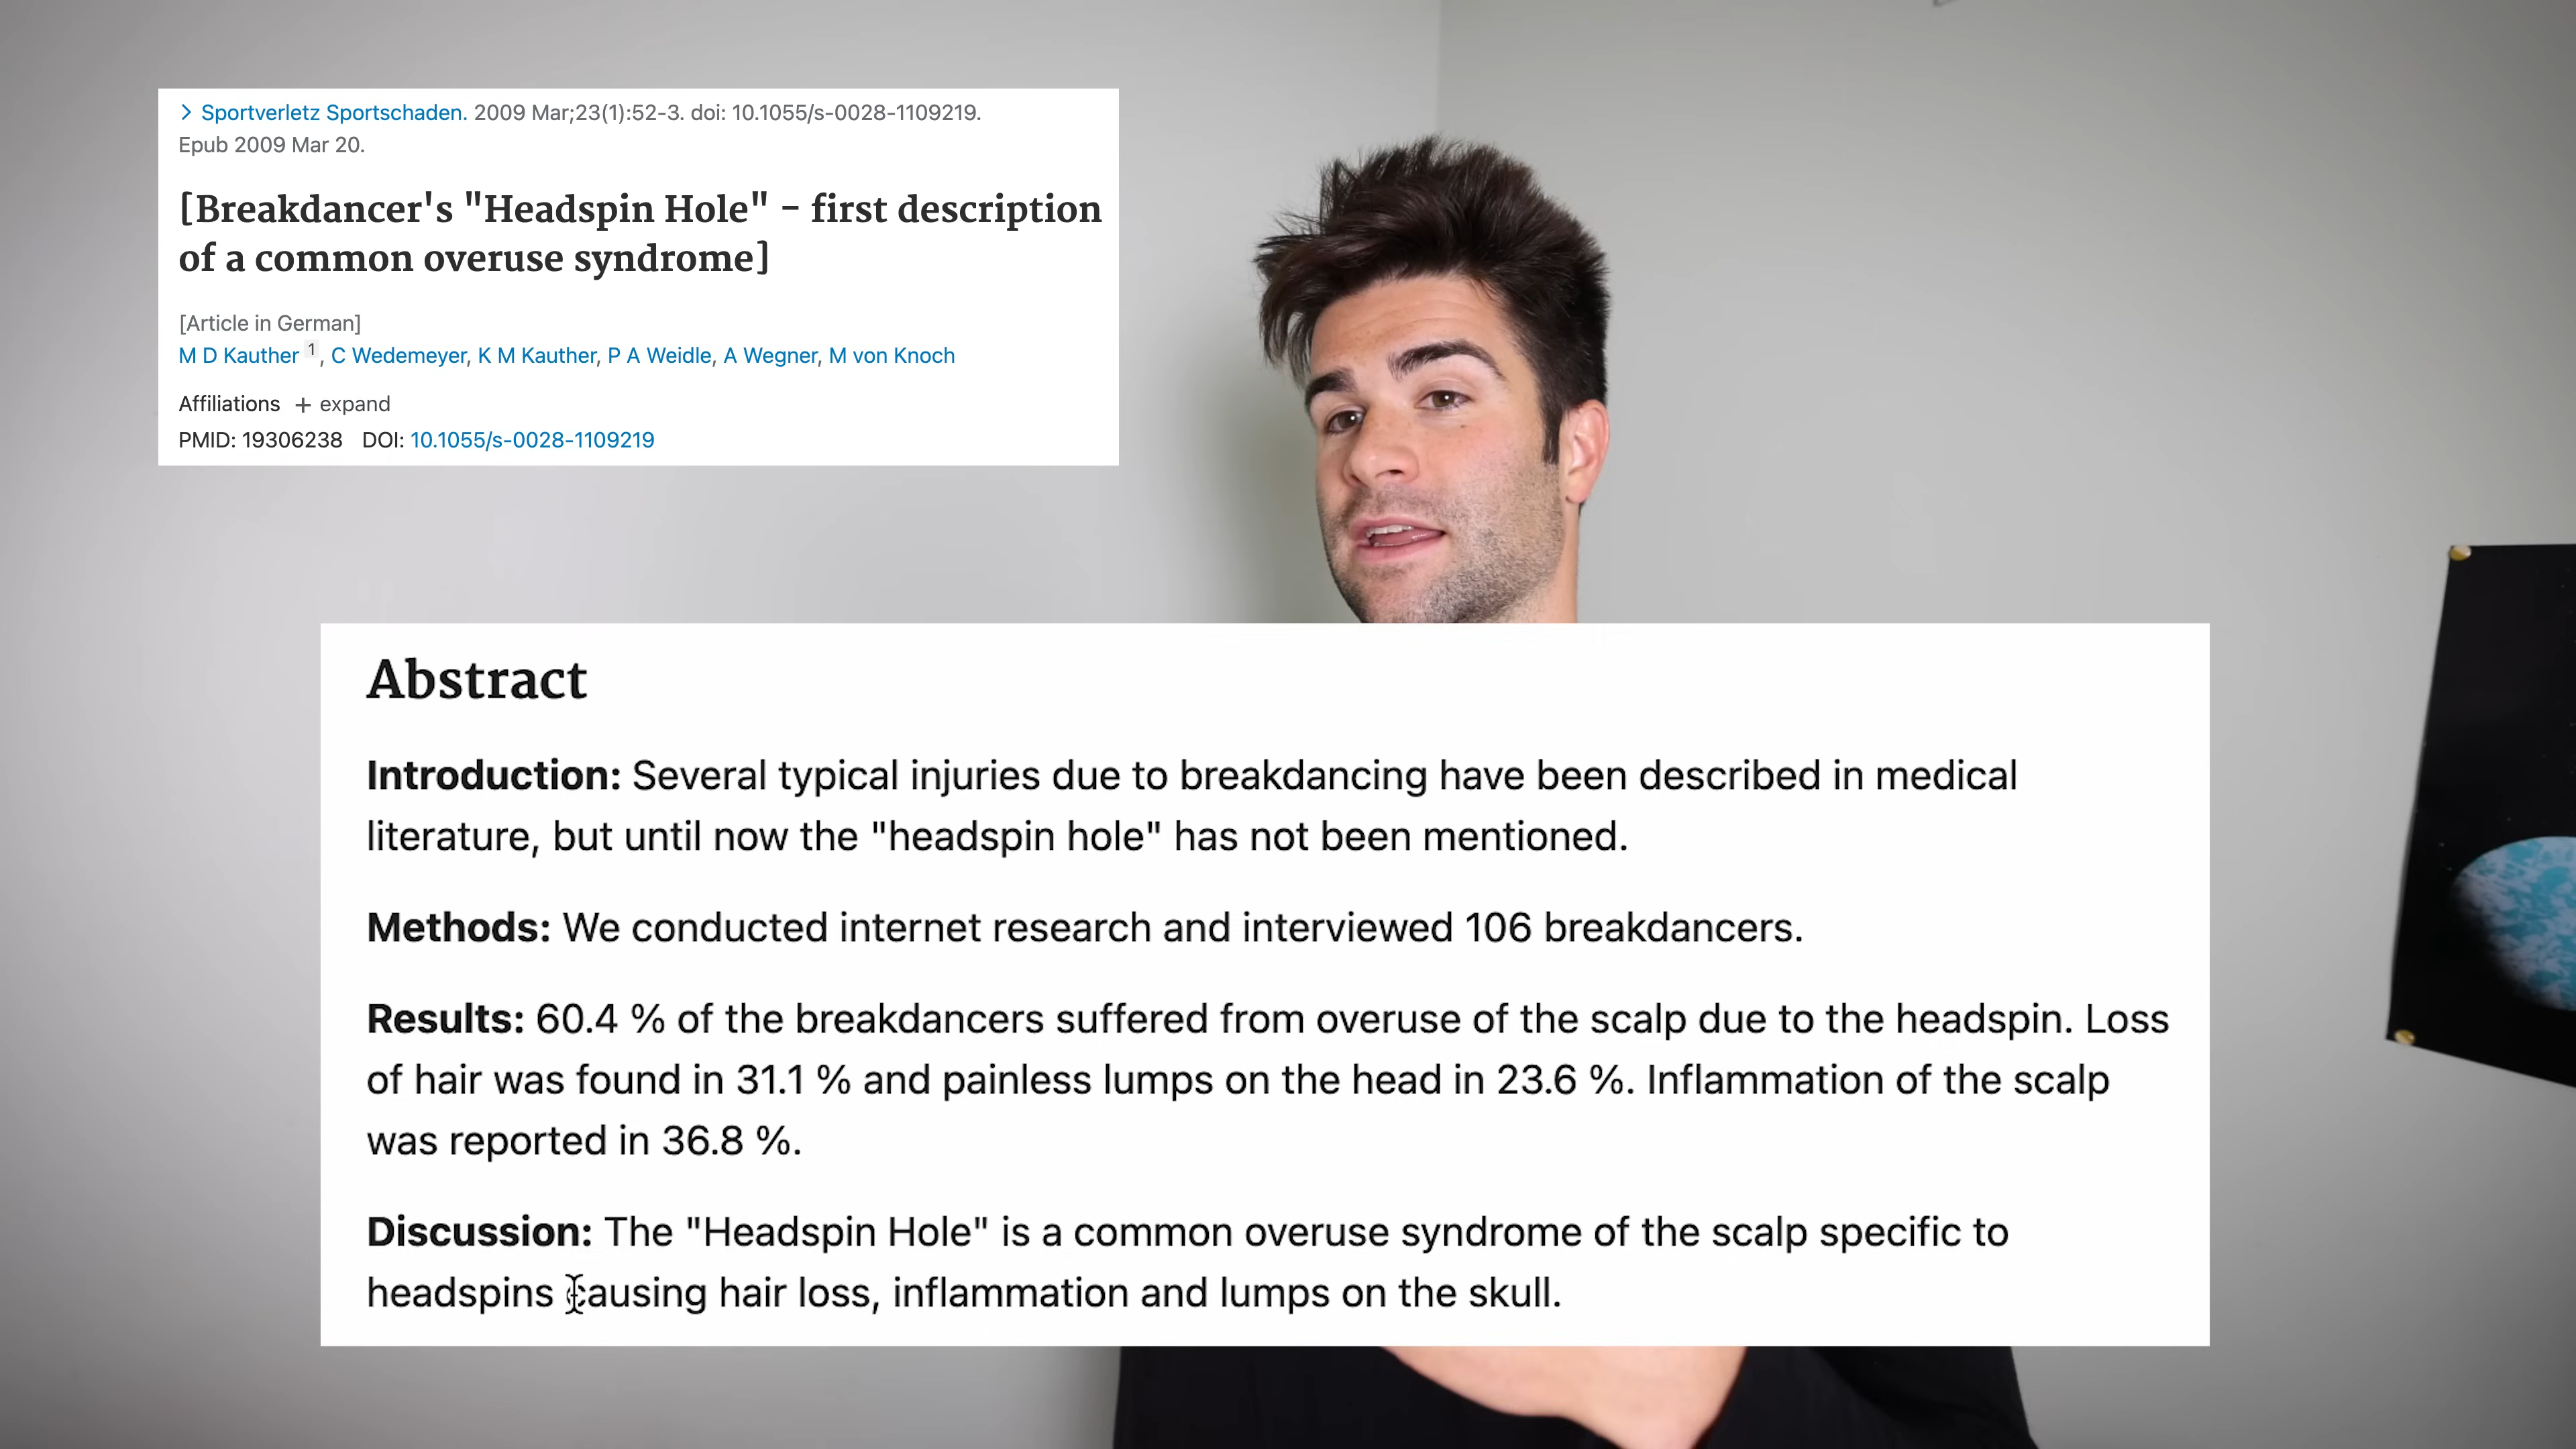 > Sportverletz Sportschaden. 2009 Mar;23(1):52-3. doi: 10.1055/s-0028-1109219.
Epub 2009 Mar 20.
[Breakdancer's "Headspin Hole" - first description
of a common overuse syndrome]
[Article in German]
M D Kauther 1, C Wedemeyer, K M Kauther, P A Weidle, A Wegner, M von Knoch
Affiliations + expand
PMID: 19306238 DOI: 10.1055/s-0028-1109219
Abstract
Introduction: Several typical injuries due to breakdancing have been described in medical
literature, but until now the "headspin hole" has not been mentioned.
Methods: We conducted internet research and interviewed 106 breakdancers.
Results: 60.4 % of the breakdancers suffered from overuse of the scalp due to the headspin. Loss
of hair was found in 31.1 % and painless lumps on the head in 23.6 %. Inflammation of the scalp
was reported in 36.8 %.
Discussion: The "Headspin Hole" is a common overuse syndrome of the scalp specific to
headspins causing hair loss, inflammation and lumps on the skull.